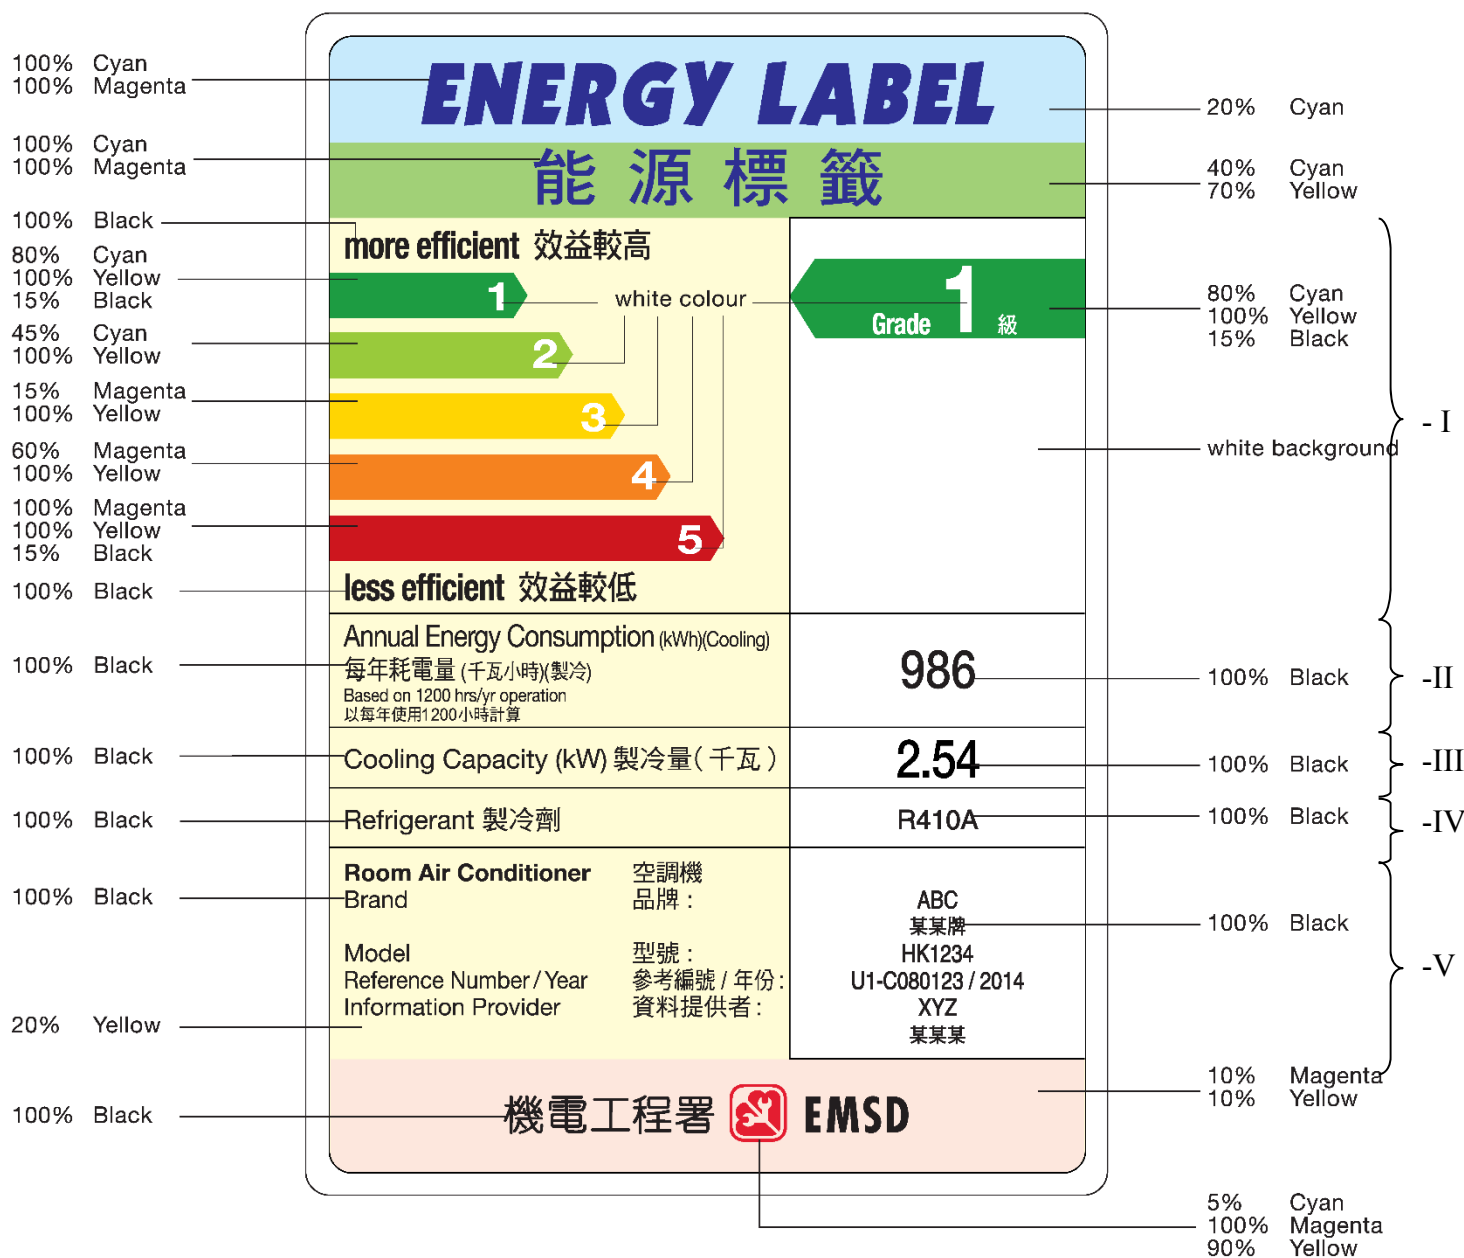 100% Cyan
100% Magenta
ENERGY LABEL
20% Cyan
100% Cyan
100% Magenta
能源標籤
40% Cyan
70% Yellow
100% Black
more efficient 效益較高
80% Cyan
100% Yellow
15% Black
1
white colour
Grade 1 級
80% Cyan
100% Yellow
15% Black
45% Cyan
100% Yellow
2
15% Magenta
100% Yellow
3
- I
60% Magenta
100% Yellow
4
white background
100% Magenta
100% Yellow
15% Black
5
100% Black
less efficient 效益較低
Annual Energy Consumption (kWh)(Cooling)
100% Black
每年耗電量 (千瓦小時)(製冷)
Based on 1200 hrs/yr operation
以每年使用1200小時計算
986
100% Black
-II
100% Black
Cooling Capacity (kW) 製冷量(千瓦)
2.54
100% Black
-III
100% Black
Refrigerant 製冷劑
R410A
100% Black
-IV
Room Air Conditioner 空調機
100% Black
Brand 品牌 :
ABC
某某牌
100% Black
Model 型號 :
HK1234
-V
Reference Number / Year 參考編號 / 年份 :
U1-C080123 / 2014
Information Provider 資料提供者 :
XYZ
某某某
20% Yellow
10% Magenta
10% Yellow
100% Black
機電工程署 EMSD
5% Cyan
100% Magenta
90% Yellow